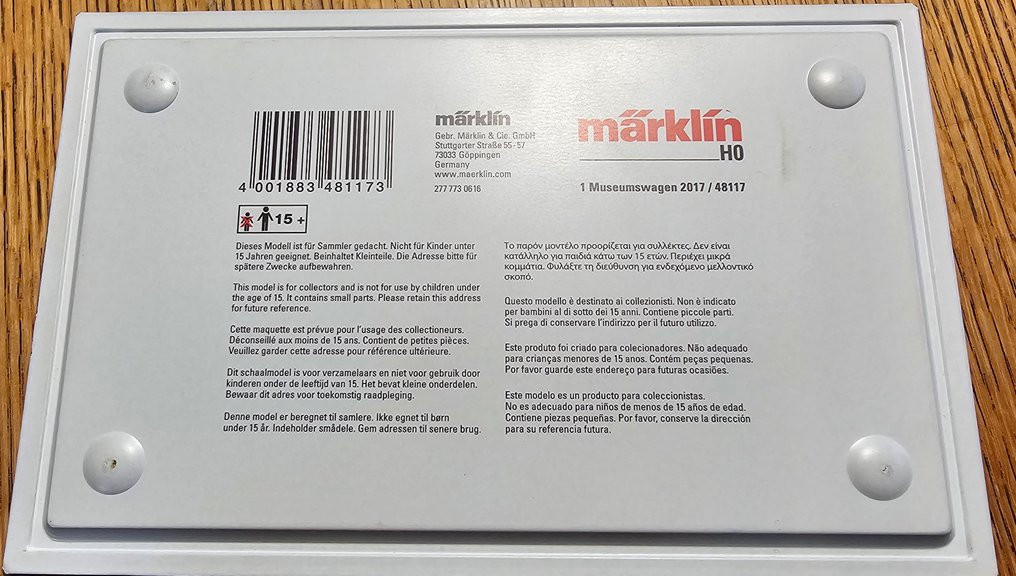 4 001883 481173
15 +
märklin
Gebr. Märklin & Cie. GmbH
Stuttgarter Straße 55 - 57
73033 Göppingen
Germany
www.maerklin.com
277 773 0616
märklin
H0
1 Museumswagen 2017 / 48117
Dieses Modell ist für Sammler gedacht. Nicht für Kinder unter
15 Jahren geeignet. Beinhaltet Kleinteile. Die Adresse bitte für
spätere Zwecke aufbewahren.
This model is for collectors and is not for use by children under
the age of 15. It contains small parts. Please retain this address
for future reference.
Cette maquette est prévue pour l'usage des collectioneurs.
Déconseillé aux moins de 15 ans. Contient de petites pièces.
Veuillez garder cette adresse pour référence ultérieure.
Dit schaalmodel is voor verzamelaars en niet voor gebruik door
kinderen onder de leeftijd van 15. Het bevat kleine onderdelen.
Bewaar dit adres voor toekomstig raadpleging.
Denne model er beregnet til samlere. Ikke egnet til børn
under 15 år. Indeholder smådele. Gem adressen til senere brug.
Το παρόν μοντέλο προορίζεται για συλλέκτες. Δεν είναι
κατάλληλο για παιδιά κάτω των 15 ετών. Περιέχει μικρά
κομμάτια. Φυλάξτε τη διεύθυνση για ενδεχόμενο μελλοντικό
σκοπό.
Questo modello è destinato ai collezionisti. Non è indicato
per bambini al di sotto dei 15 anni. Contiene piccole parti.
Si prega di conservare l'indirizzo per il futuro utilizzo.
Este produto foi criado para colecionadores. Não adequado
para crianças menores de 15 anos. Contém peças pequenas.
Por favor guarde este endereço para futuras ocasiões.
Este modelo es un producto para coleccionistas.
No es adecuado para niños de menos de 15 años de edad.
Contiene piezas pequeñas. Por favor, conserve la dirección
para su referencia futura.